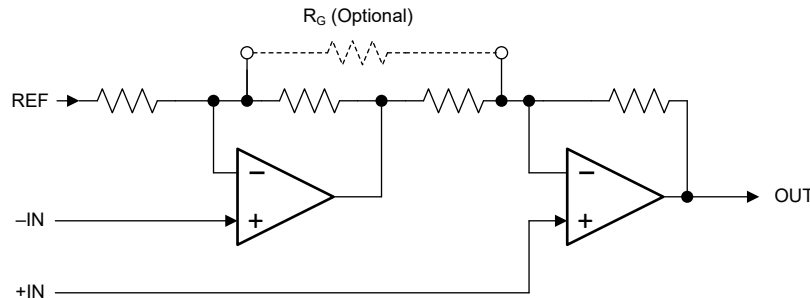 R_G (Optional)
REF
−
+
–IN
−
+
OUT
+IN